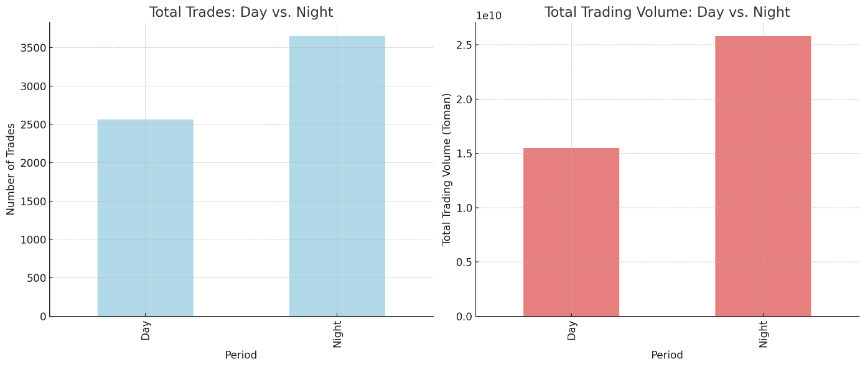 Total Trades: Day vs. Night
Number of Trades
3500
3000
2500
2000
1500
1000
500
0
Day
Night
Period
Total Trading Volume: Day vs. Night
1e10
Total Trading Volume (Toman)
2.5
2.0
1.5
1.0
0.5
0.0
Day
Night
Period